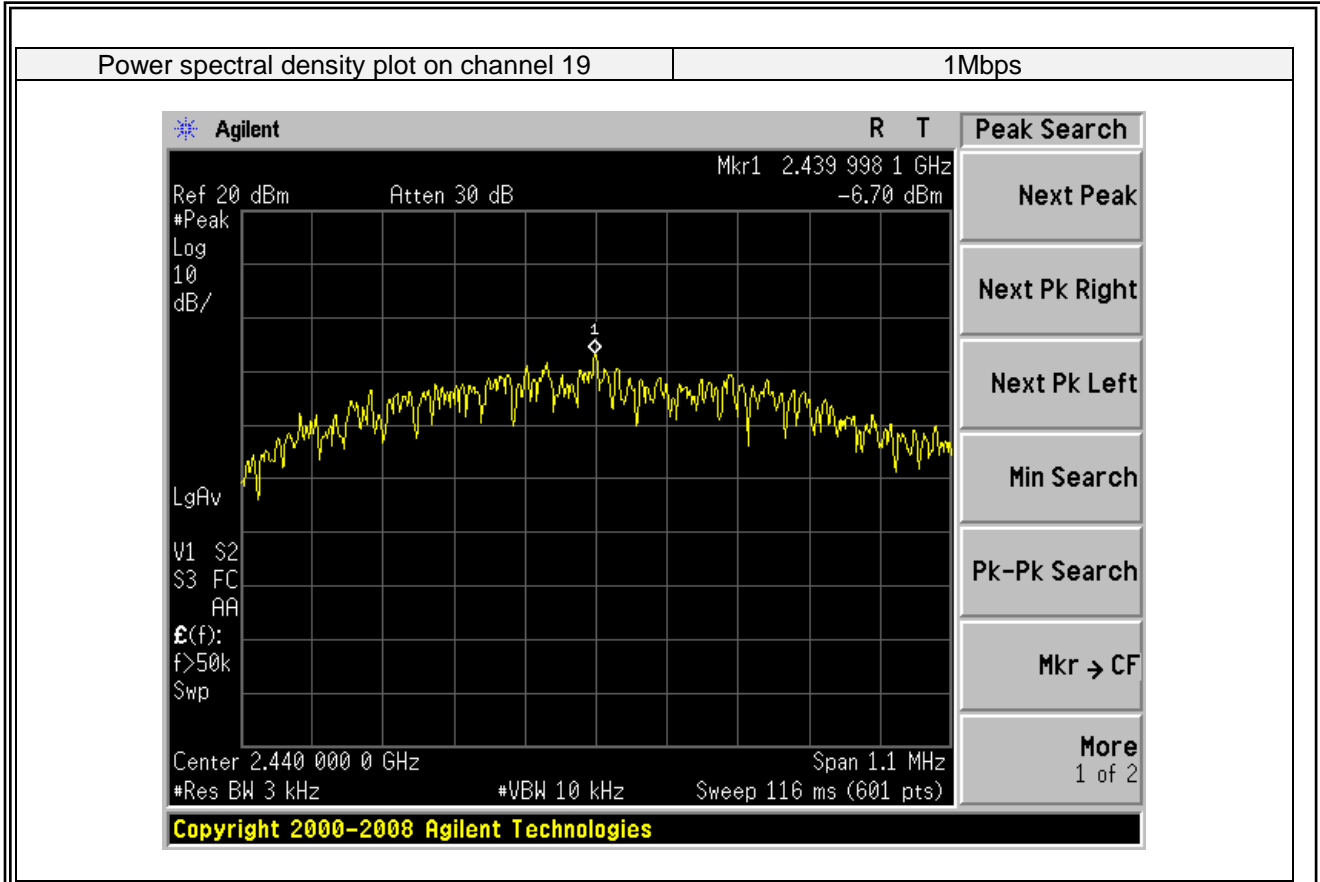 Power spectral density plot on channel 19 1Mbps
Agilent R T Peak Search
Mkr1 2.439 998 1 GHz
Ref 20 dBm Atten 30 dB -6.70 dBm
#Peak
Log
10
dB/
1
LgAv
V1 S2
S3 FC
AA
£(f):
f>50k
Swp
Center 2.440 000 0 GHz Span 1.1 MHz
#Res BW 3 kHz #VBW 10 kHz Sweep 116 ms (601 pts)
Copyright 2000-2008 Agilent Technologies
Next Peak
Next Pk Right
Next Pk Left
Min Search
Pk-Pk Search
Mkr → CF
More
1 of 2